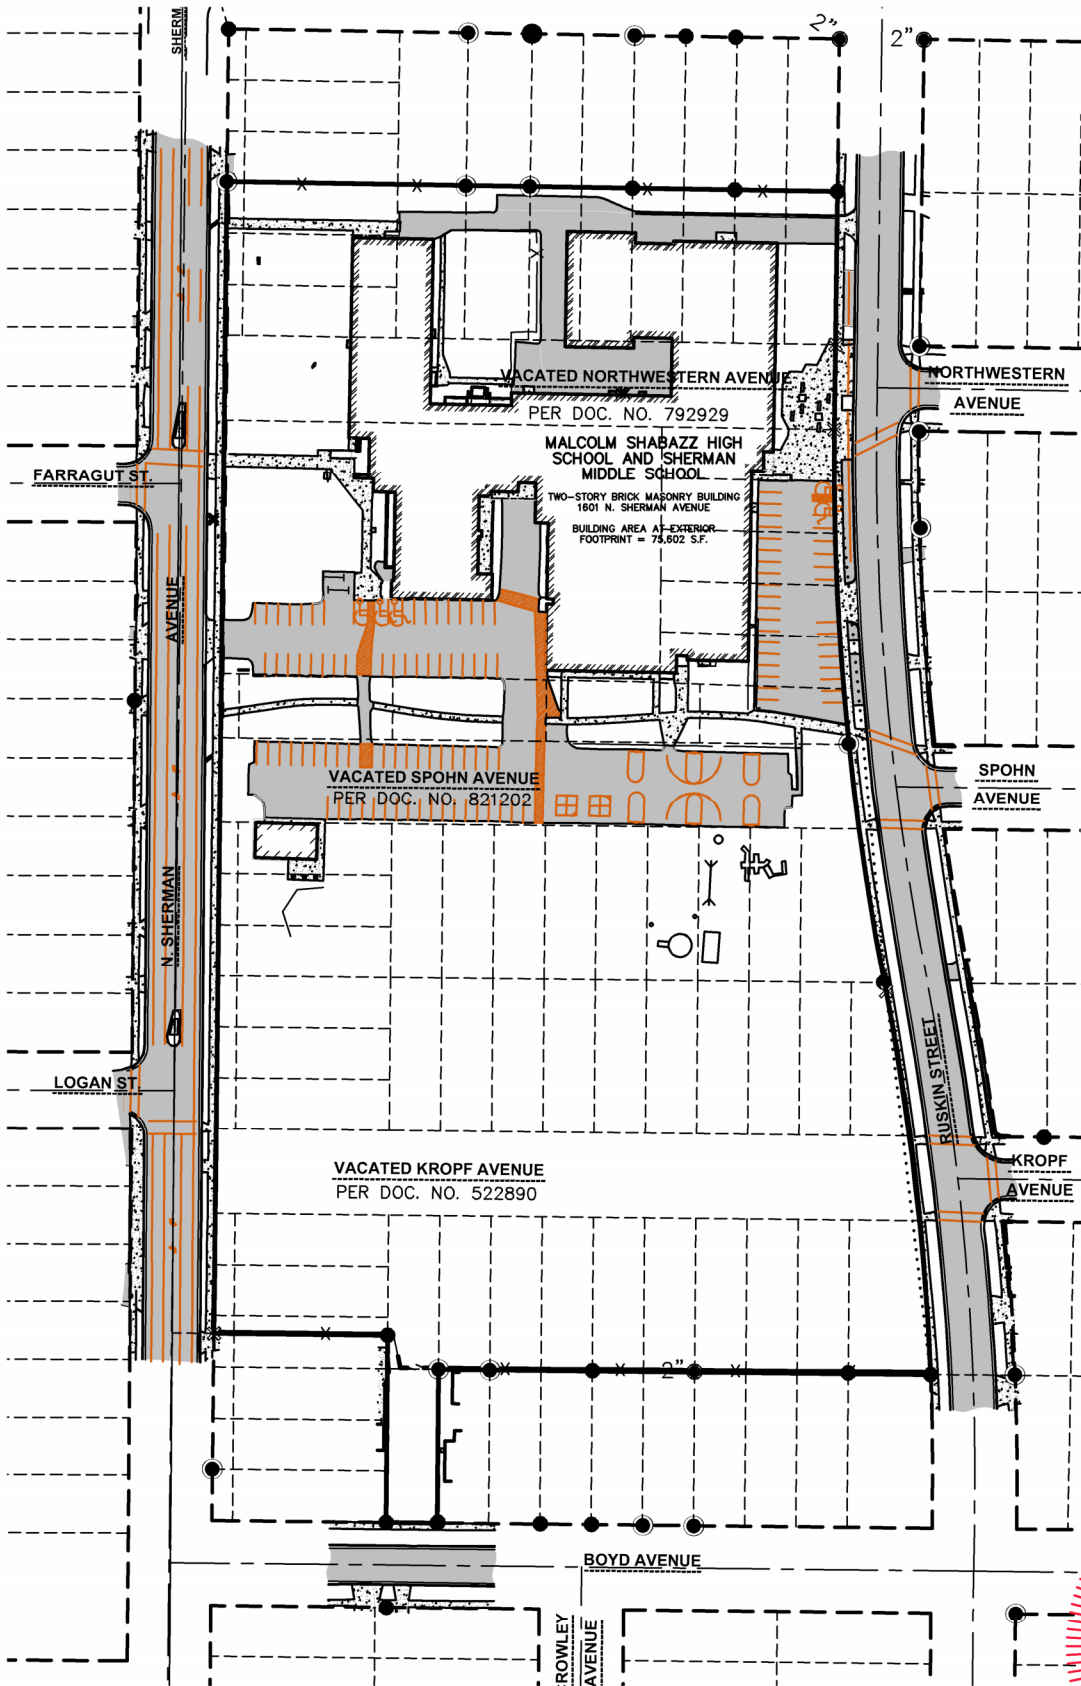 SHERM
2"
2"
NORTHWESTERN
AVENUE
VACATED NORTHWESTERN AVENUE
PER DOC. NO. 792929
MALCOLM SHABAZZ HIGH
SCHOOL AND SHERMAN
MIDDLE SCHOOL
TWO-STORY BRICK MASONRY BUILDING
1601 N. SHERMAN AVENUE
BUILDING AREA AT EXTERIOR
FOOTPRINT = 75,602 S.F.
FARRAGUT ST.
AVENUE
N. SHERMAN
VACATED SPOHN AVENUE
PER DOC. NO. 821202
SPOHN
AVENUE
RUSKIN STREET
LOGAN ST.
VACATED KROPF AVENUE
PER DOC. NO. 522890
KROPF
AVENUE
2"
BOYD AVENUE
CROWLEY
AVENUE